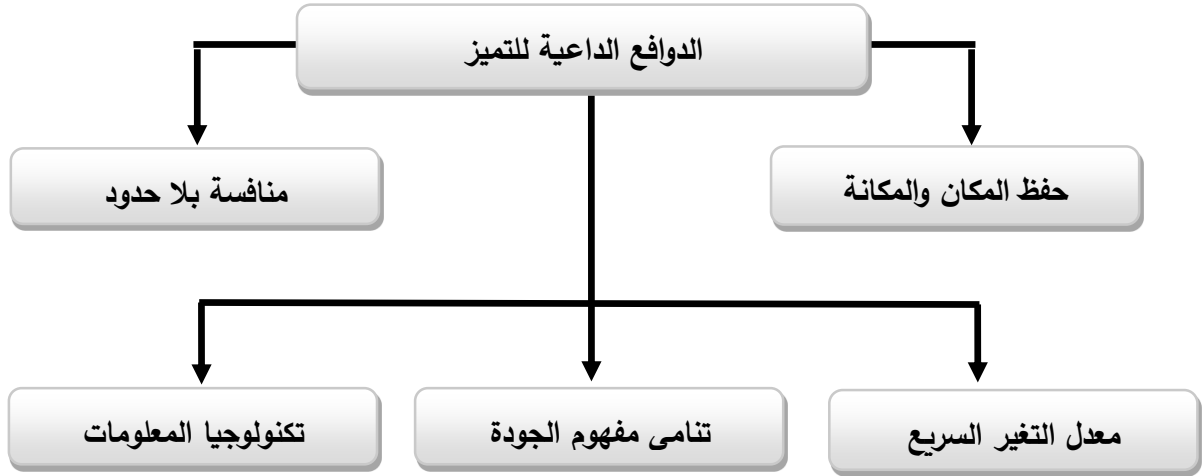 الدوافع الداعية للتميز
حفظ المكان والمكانة
منافسة بلا حدود
معدل التغير السريع
تنامى مفهوم الجودة
تكنولوجيا المعلومات